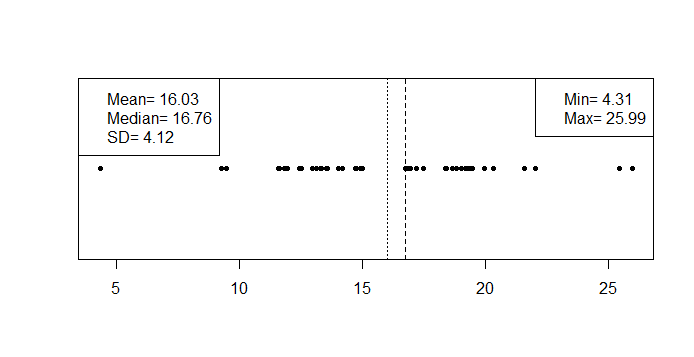 Mean= 16.03
Median= 16.76
SD= 4.12
Min= 4.31
Max= 25.99
5 10 15 20 25